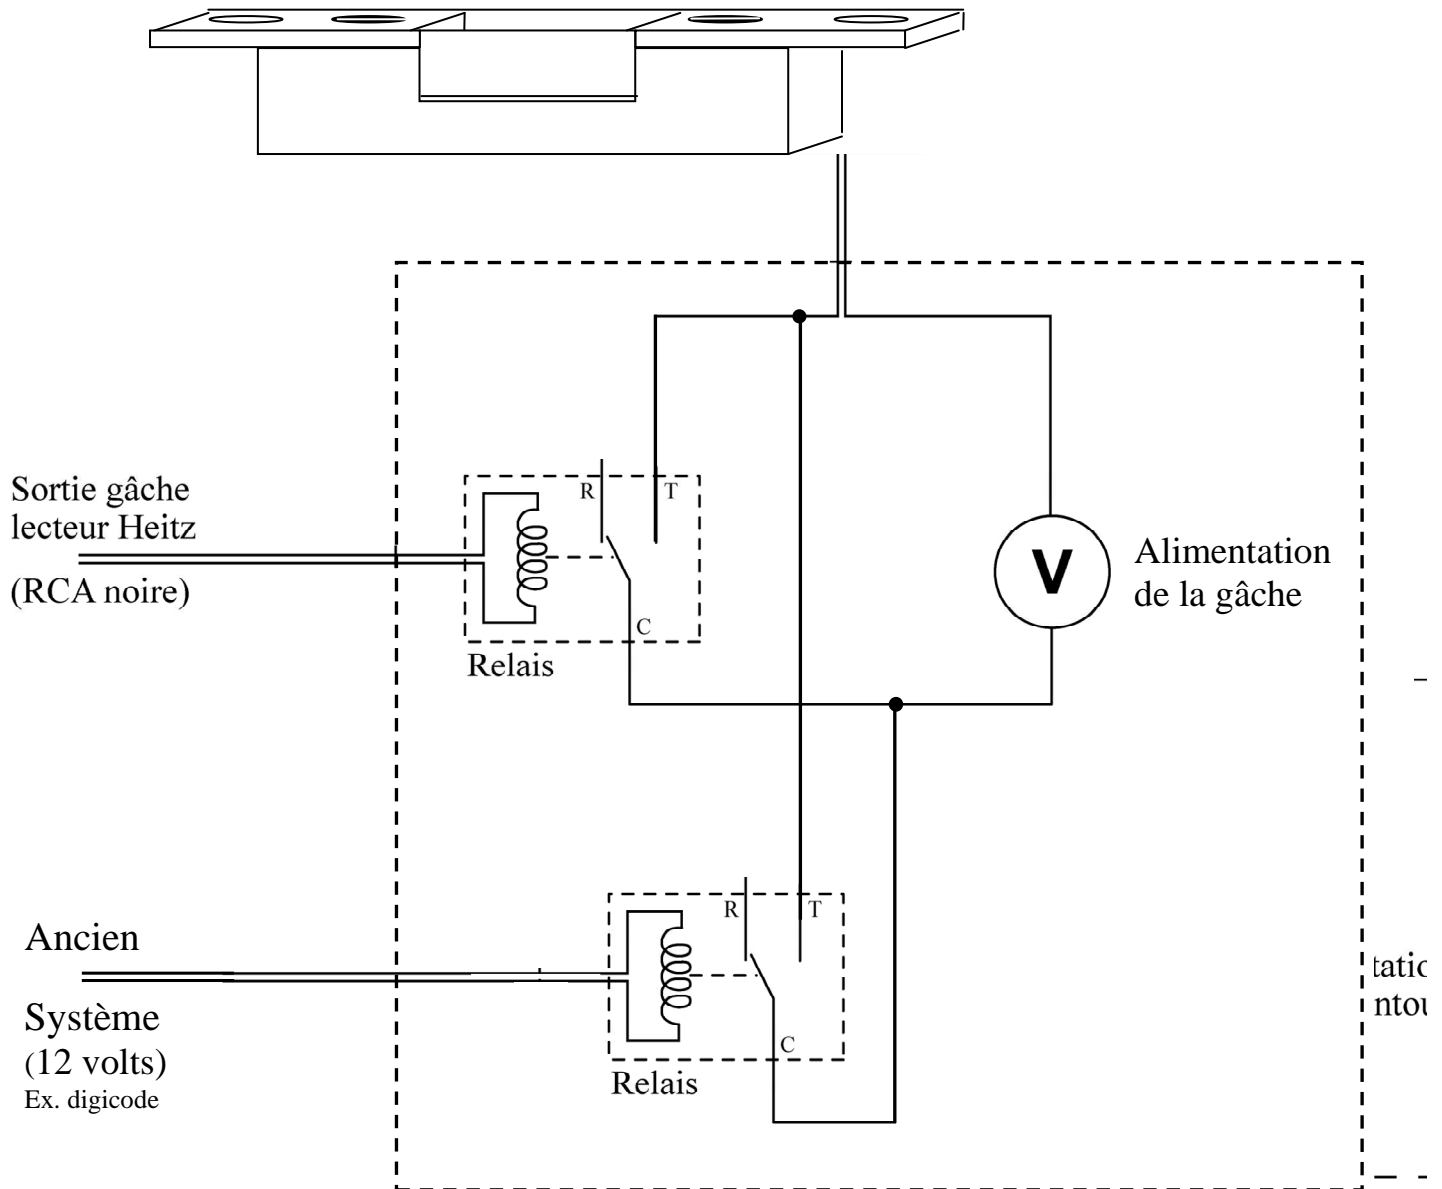 R
T
Sortie gâche
lecteur Heitz
(RCA noire)
C
Relais
V
Alimentation
de la gâche
R
T
Ancien
Système
(12 volts)
Ex. digicode
C
Relais